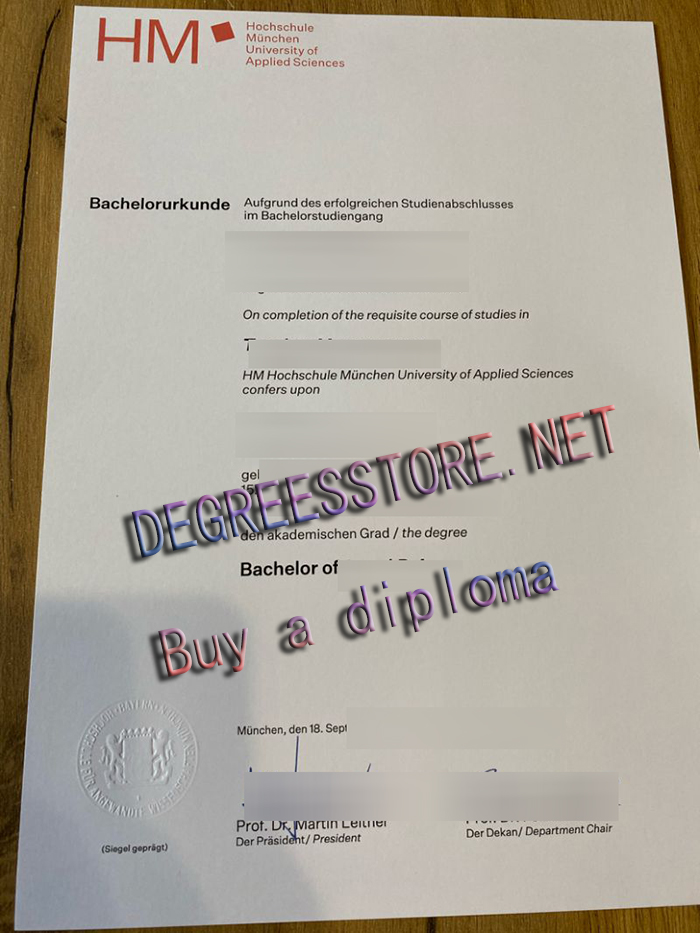 HM
Hochschule
München
University of
Applied Sciences
Bachelorurkunde
Aufgrund des erfolgreichen Studienabschlusses
im Bachelorstudiengang
On completion of the requisite course of studies in
HM Hochschule München University of Applied Sciences
confers upon
gel
DEGREESSTORE.NET
den akademischen Grad / the degree
Bachelor of
Buy a diploma
München, den 18. Sept
Prof. Dr. Martin Leitner
Der Präsident/ President
Der Dekan/ Department Chair
(Siegel geprägt)